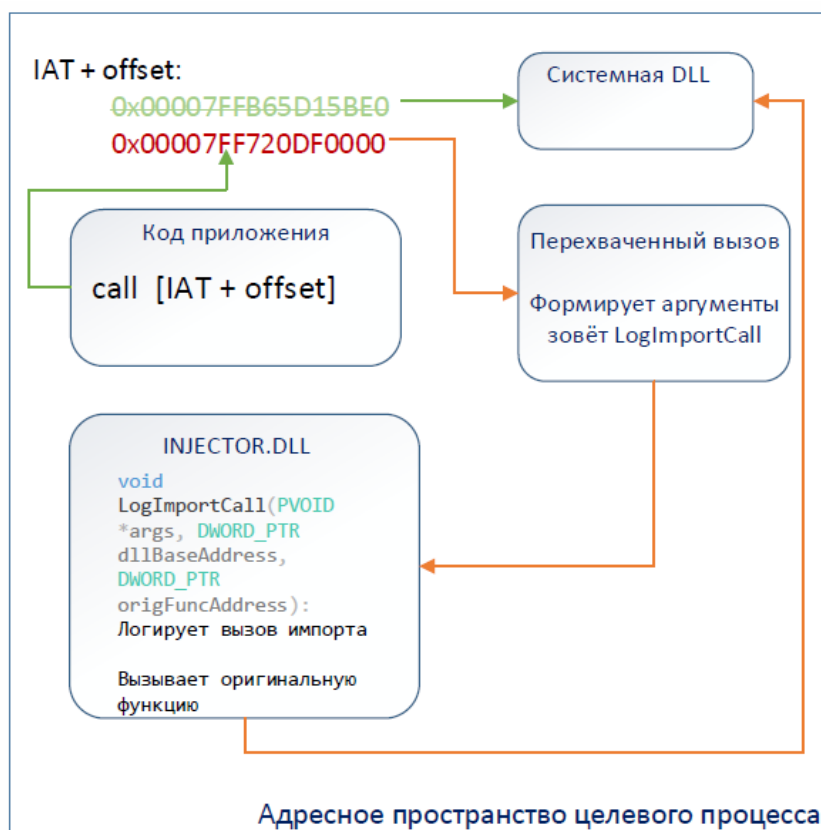 IAT + offset:
0x00007FFB65D15BE0
0x00007FF720DF0000
Системная DLL
Код приложения
call [IAT + offset]
Перехваченный вызов
Формирует аргументы
зовёт LogImportCall
INJECTOR.DLL
void
LogImportCall(PVOID
*args, DWORD_PTR
dllBaseAddress,
DWORD_PTR
origFuncAddress):
Логирует вызов импорта
Вызывает оригинальную
функцию
Адресное пространство целевого процесса